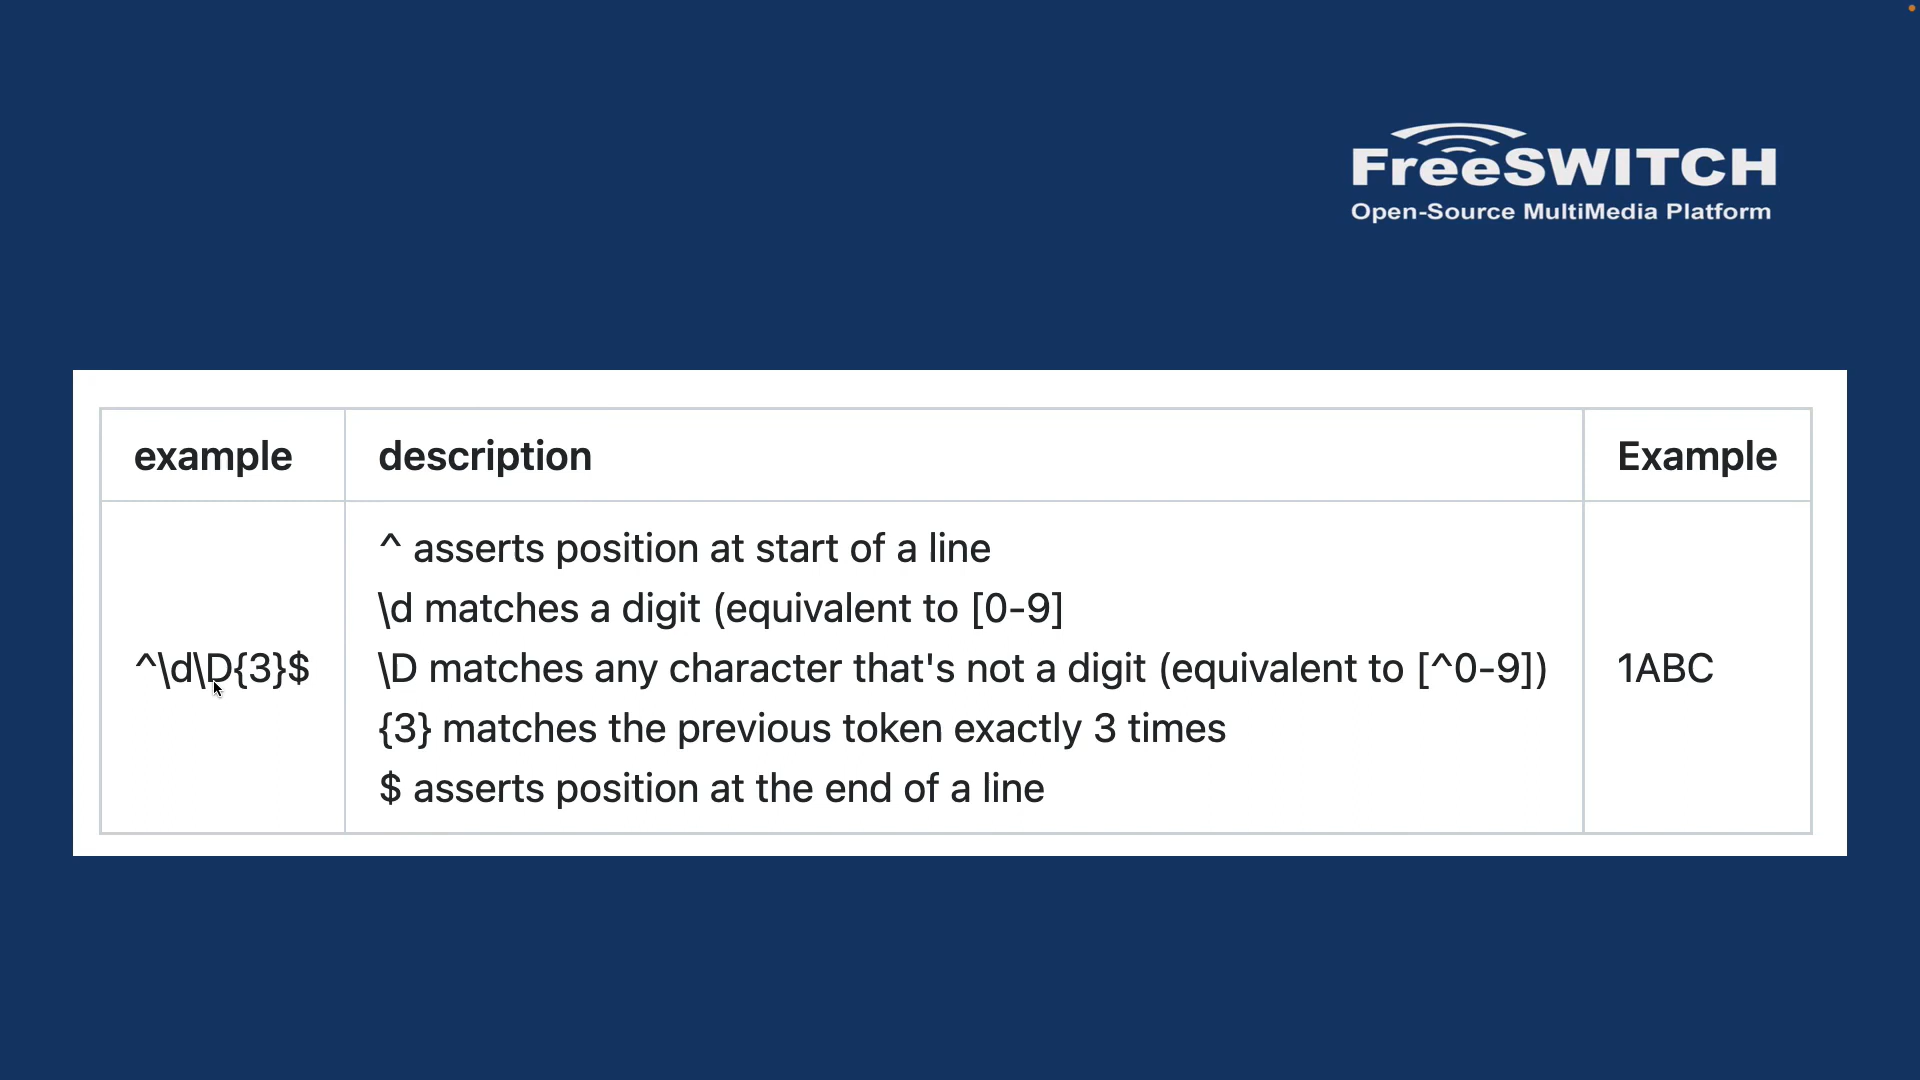 FreeSWITCH
Open-Source MultiMedia Platform
example description Example
^ asserts position at start of a line
\d matches a digit (equivalent to [0-9]
^\d\D{3}$ \D matches any character that's not a digit (equivalent to [^0-9]) 1ABC
{3} matches the previous token exactly 3 times
$ asserts position at the end of a line